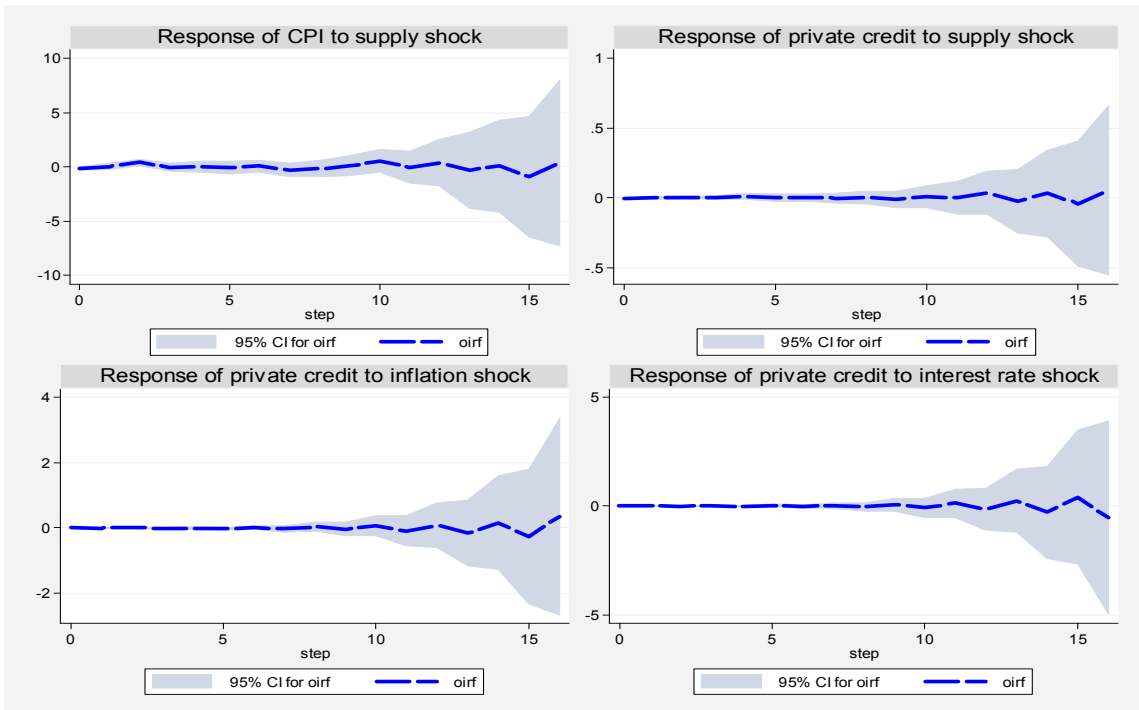 Response of CPI to supply shock
10
5
0
-5
-10
0 5 10 15
step
95% CI for oirf oirf
Response of private credit to supply shock
1
.5
0
-.5
0 5 10 15
step
95% CI for oirf oirf
Response of private credit to inflation shock
4
2
0
-2
0 5 10 15
step
95% CI for oirf oirf
Response of private credit to interest rate shock
5
0
-5
0 5 10 15
step
95% CI for oirf oirf